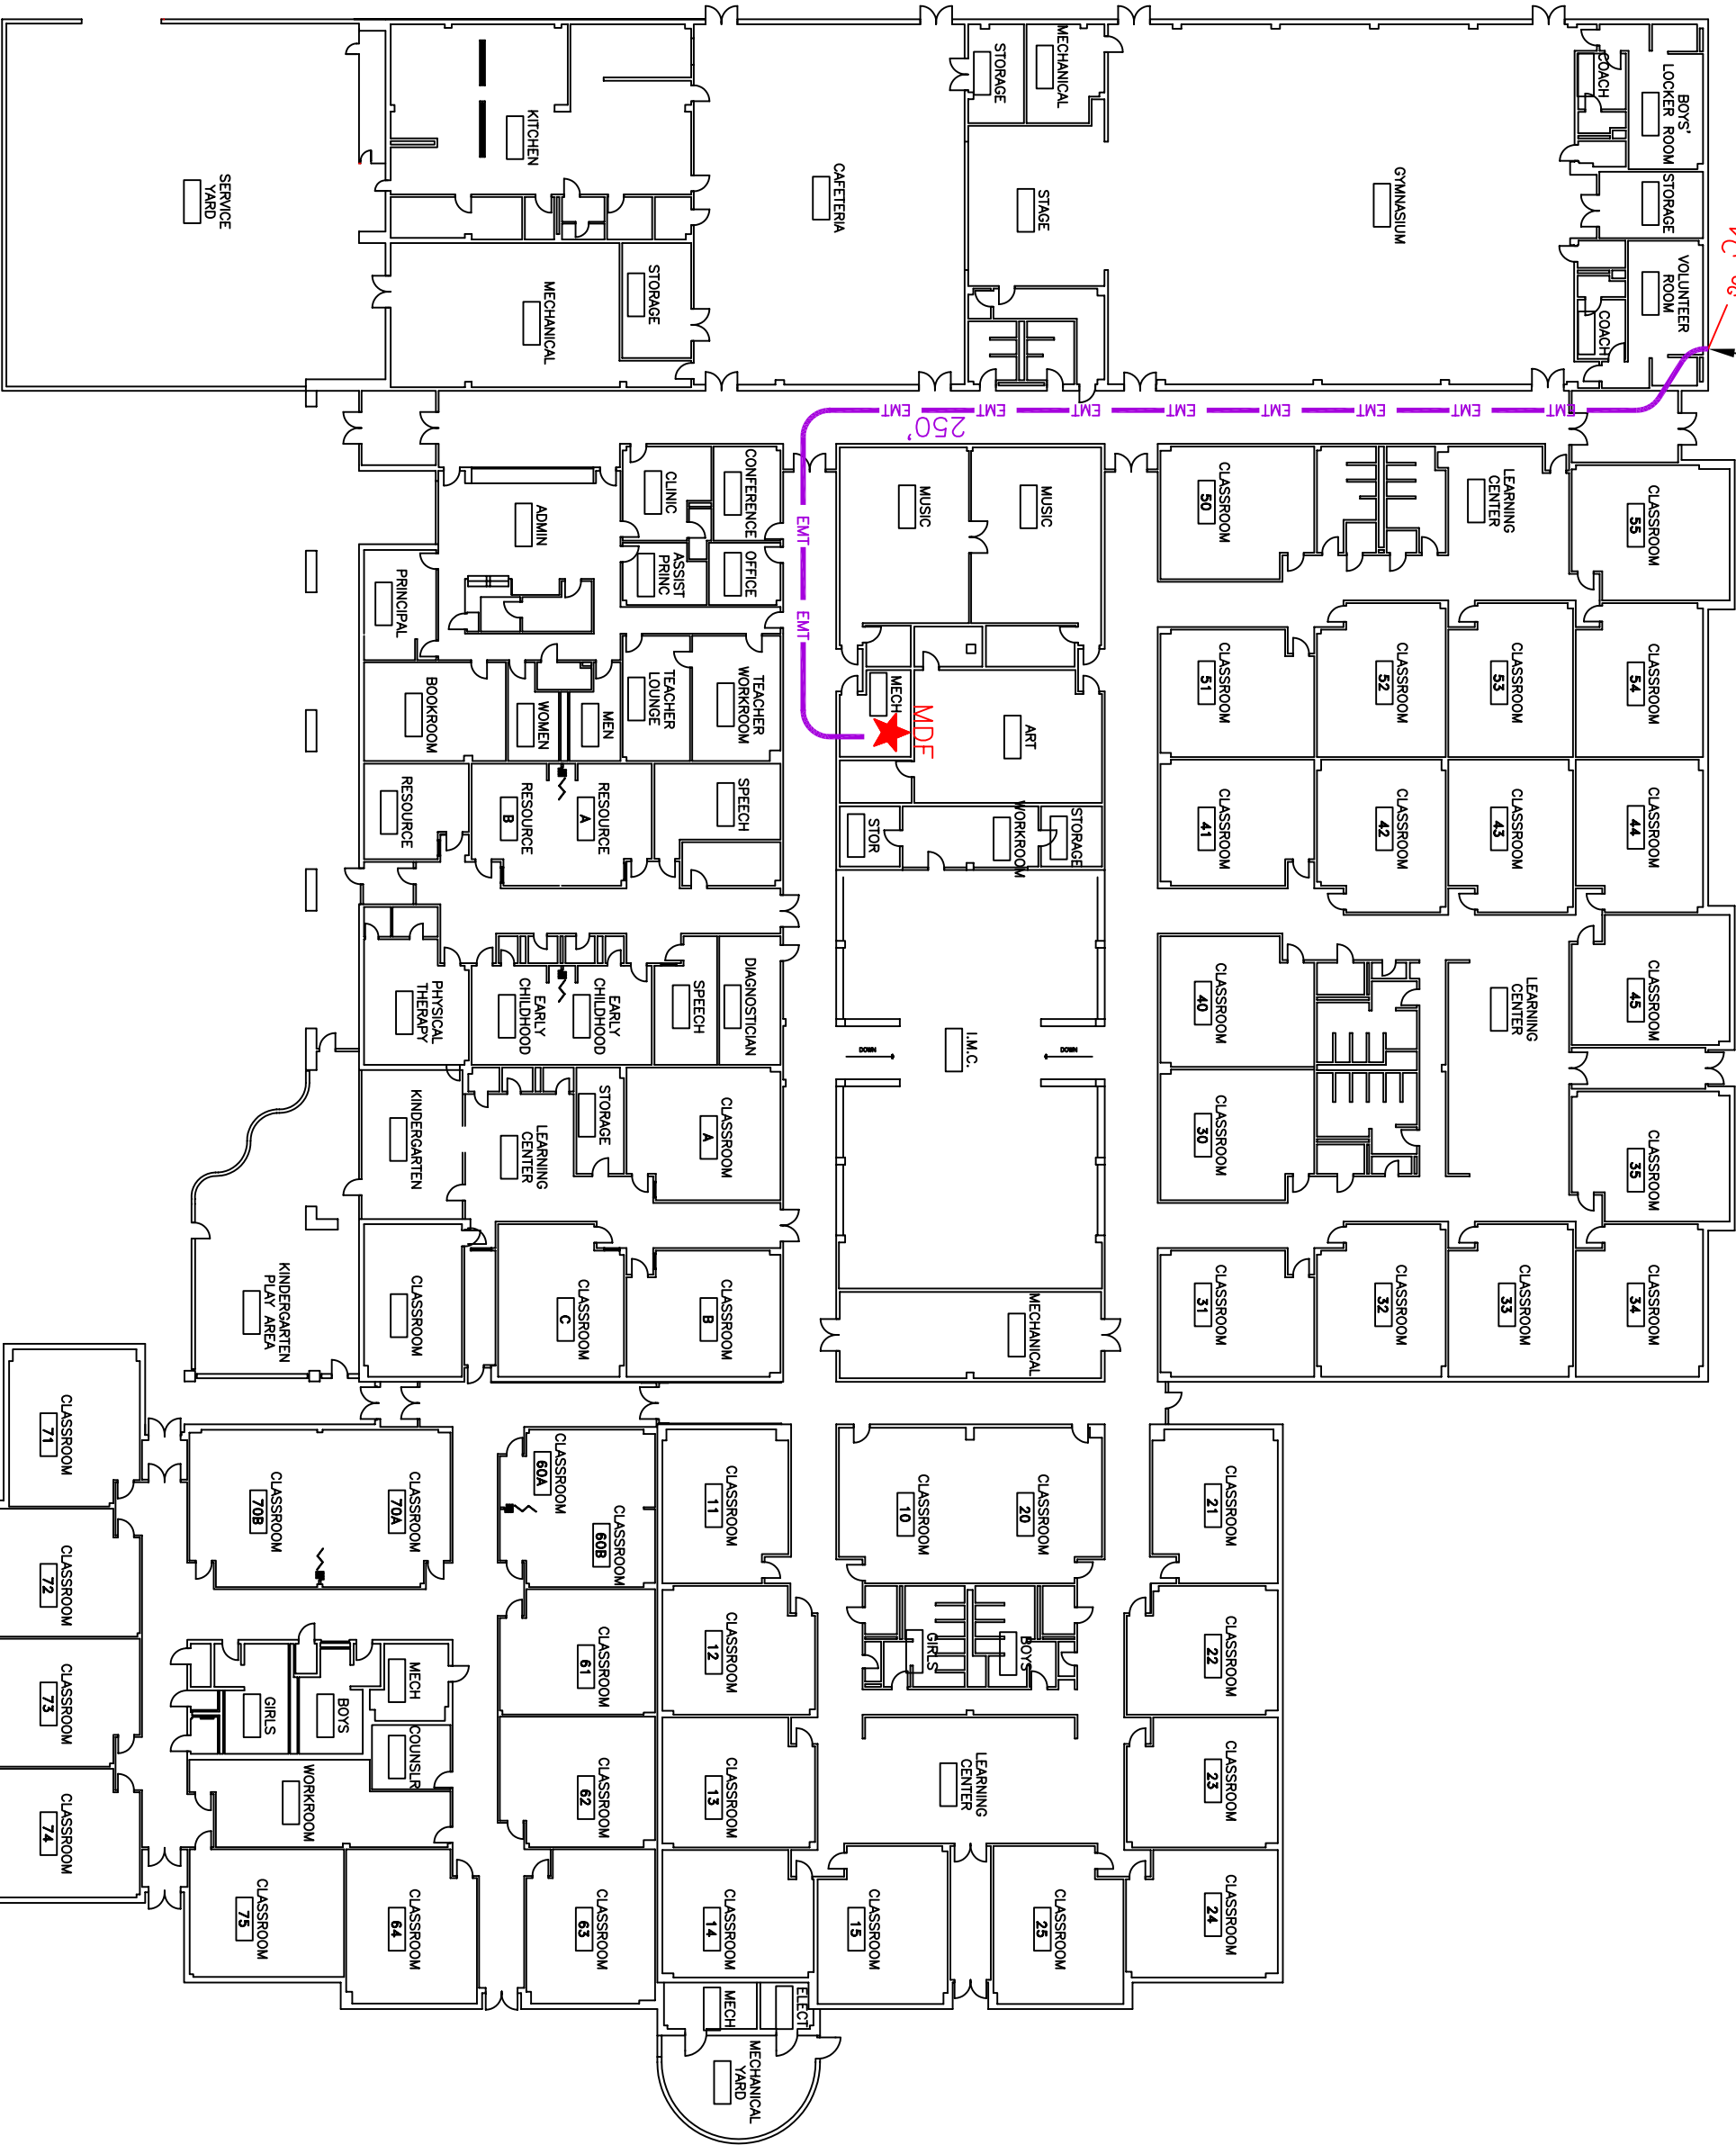 BOYS'
LOCKER ROOM
COACH
STORAGE
VOLUNTEER
ROOM
COACH
GYMNASIUM
MECHANICAL
STORAGE
STAGE
CAFETERIA
KITCHEN
STORAGE
MECHANICAL
SERVICE
YARD
EMT
EMT
EMT
EMT
EMT
EMT
EMT
EMT
250'
EMT
EMT
MDF
CLASSROOM
55
LEARNING
CENTER
CLASSROOM
50
MUSIC
MUSIC
CONFERENCE
CLINIC
OFFICE
ASSIST
PRINC
ADMIN
PRINCIPAL
CLASSROOM
54
CLASSROOM
53
CLASSROOM
52
CLASSROOM
51
MECH
ART
TEACHER
WORKROOM
TEACHER
LOUNGE
MEN
WOMEN
BOOKROOM
CLASSROOM
44
CLASSROOM
43
CLASSROOM
42
CLASSROOM
41
STORAGE
WORKROOM
STOR
SPEECH
RESOURCE
A
RESOURCE
B
RESOURCE
CLASSROOM
45
LEARNING
CENTER
CLASSROOM
40
DOWN
I.M.C.
DOWN
DIAGNOSTICIAN
SPEECH
EARLY
CHILDHOOD
EARLY
CHILDHOOD
PHYSICAL
THERAPY
CLASSROOM
35
CLASSROOM
30
CLASSROOM
A
STORAGE
LEARNING
CENTER
KINDERGARTEN
CLASSROOM
34
CLASSROOM
33
CLASSROOM
32
CLASSROOM
31
MECHANICAL
CLASSROOM
B
CLASSROOM
C
CLASSROOM
KINDERGARTEN
PLAY AREA
CLASSROOM
21
CLASSROOM
20
CLASSROOM
10
CLASSROOM
11
CLASSROOM
60B
CLASSROOM
60A
CLASSROOM
70A
CLASSROOM
70B
CLASSROOM
71
CLASSROOM
22
BOYS
GIRLS
CLASSROOM
12
CLASSROOM
61
MECH
BOYS
GIRLS
CLASSROOM
72
CLASSROOM
23
LEARNING
CENTER
CLASSROOM
13
CLASSROOM
62
COUNSLR
WORKROOM
CLASSROOM
73
CLASSROOM
24
CLASSROOM
25
CLASSROOM
15
CLASSROOM
14
CLASSROOM
63
CLASSROOM
64
CLASSROOM
75
CLASSROOM
74
ELECT
MECH
MECHANICAL
YARD